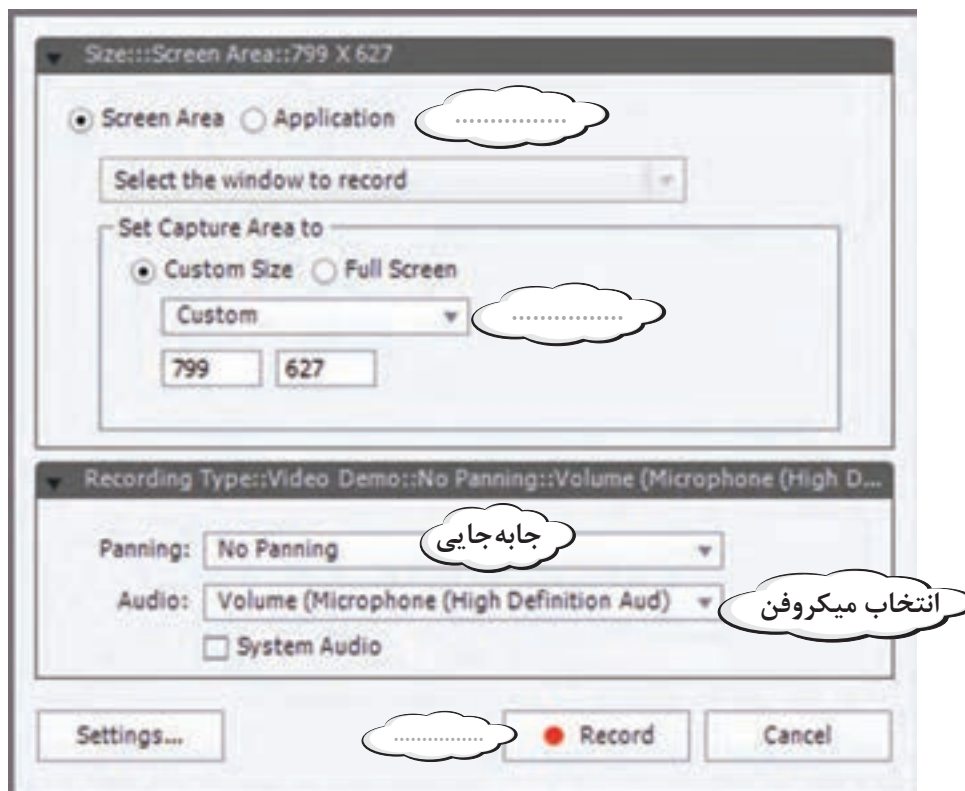 Size:::Screen Area::799 X 627
Screen Area Application ...............
Select the window to record
Set Capture Area to
Custom Size Full Screen
Custom ...............
799 627
Recording Type::Video Demo::No Panning::Volume (Microphone (High D...
Panning: No Panning جابه‌جایی
Audio: Volume (Microphone (High Definition Aud) انتخاب میکروفن
System Audio
Settings... ............... Record Cancel